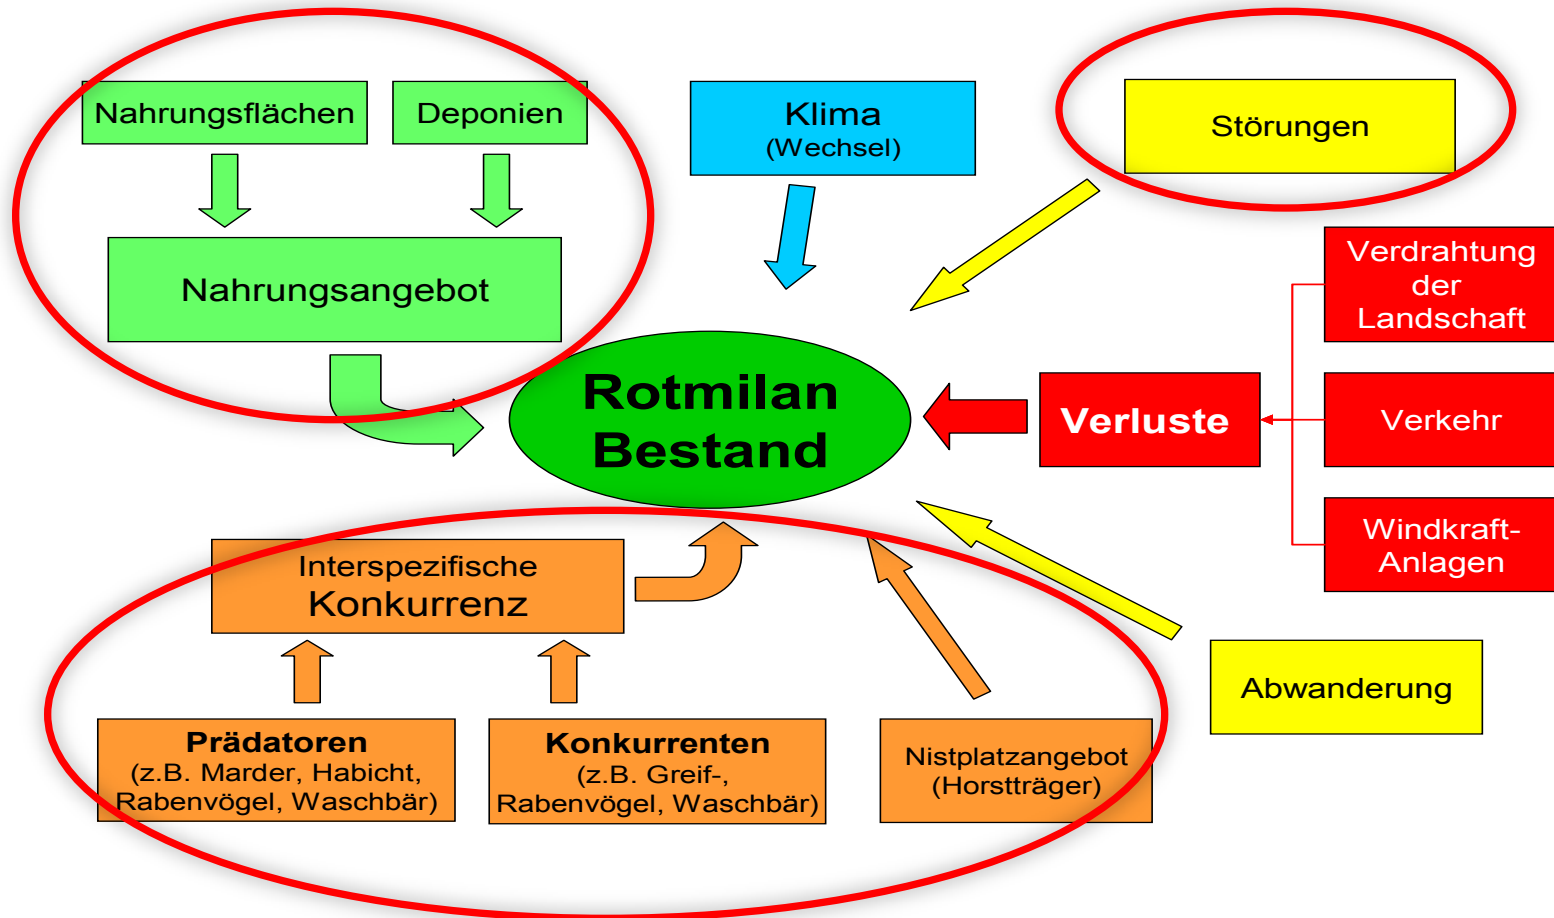 Nahrungsflächen
Deponien
Klima
(Wechsel)
Störungen
Nahrungsangebot
Verdrahtung
der
Landschaft
Rotmilan
Bestand
Verluste
Verkehr
Windkraft-
Anlagen
Interspezifische
Konkurrenz
Abwanderung
Prädatoren
(z.B. Marder, Habicht,
Rabenvögel, Waschbär)
Konkurrenten
(z.B. Greif-,
Rabenvögel, Waschbär)
Nistplatzangebot
(Horstträger)